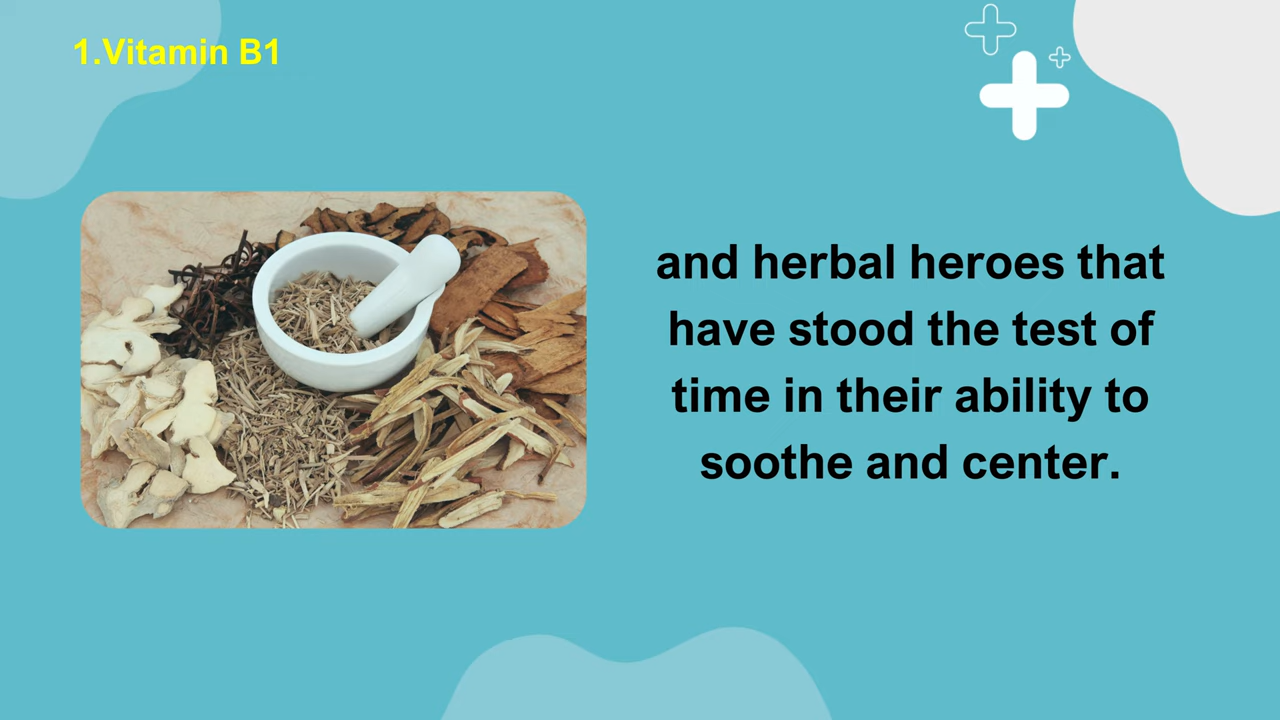 1.Vitamin B1
and herbal heroes that
have stood the test of
time in their ability to
soothe and center.